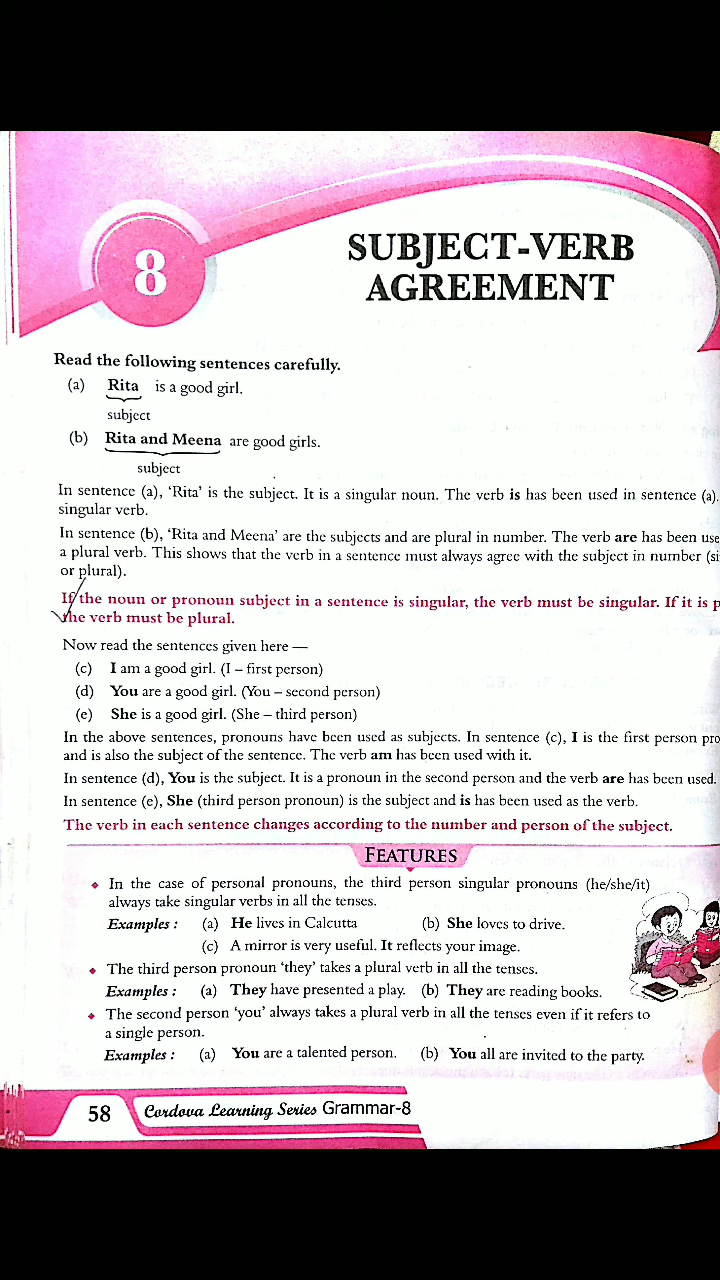 8
SUBJECT-VERB
AGREEMENT
Read the following sentences carefully.
(a) Rita is a good girl.
subject
(b) Rita and Meena are good girls.
subject
In sentence (a), ‘Rita’ is the subject. It is a singular noun. The verb is has been used in sentence (a).
singular verb.
In sentence (b), ‘Rita and Meena’ are the subjects and are plural in number. The verb are has been
a plural verb. This shows that the verb in a sentence must always agree with the subject in number
or plural).
If the noun or pronoun subject in a sentence is singular, the verb must be singular. If it is
the verb must be plural.
Now read the sentences given here —
(c) I am a good girl. (I – first person)
(d) You are a good girl. (You – second person)
(e) She is a good girl. (She – third person)
In the above sentences, pronouns have been used as subjects. In sentence (c), I is the first person
and is also the subject of the sentence. The verb am has been used with it.
In sentence (d), You is the subject. It is a pronoun in the second person and the verb are has been used.
In sentence (e), She (third person pronoun) is the subject and is has been used as the verb.
The verb in each sentence changes according to the number and person of the subject.
FEATURES
❖ In the case of personal pronouns, the third person singular pronouns (he/she/it)
always take singular verbs in all the tenses.
Examples : (a) He lives in Calcutta (b) She loves to drive.
(c) A mirror is very useful. It reflects your image.
❖ The third person pronoun ‘they’ takes a plural verb in all the tenses.
Examples : (a) They have presented a play. (b) They are reading books.
❖ The second person ‘you’ always takes a plural verb in all the tenses even if it refers to
a single person.
Examples : (a) You are a talented person. (b) You all are invited to the party.
58 Cordova Learning Series Grammar-8